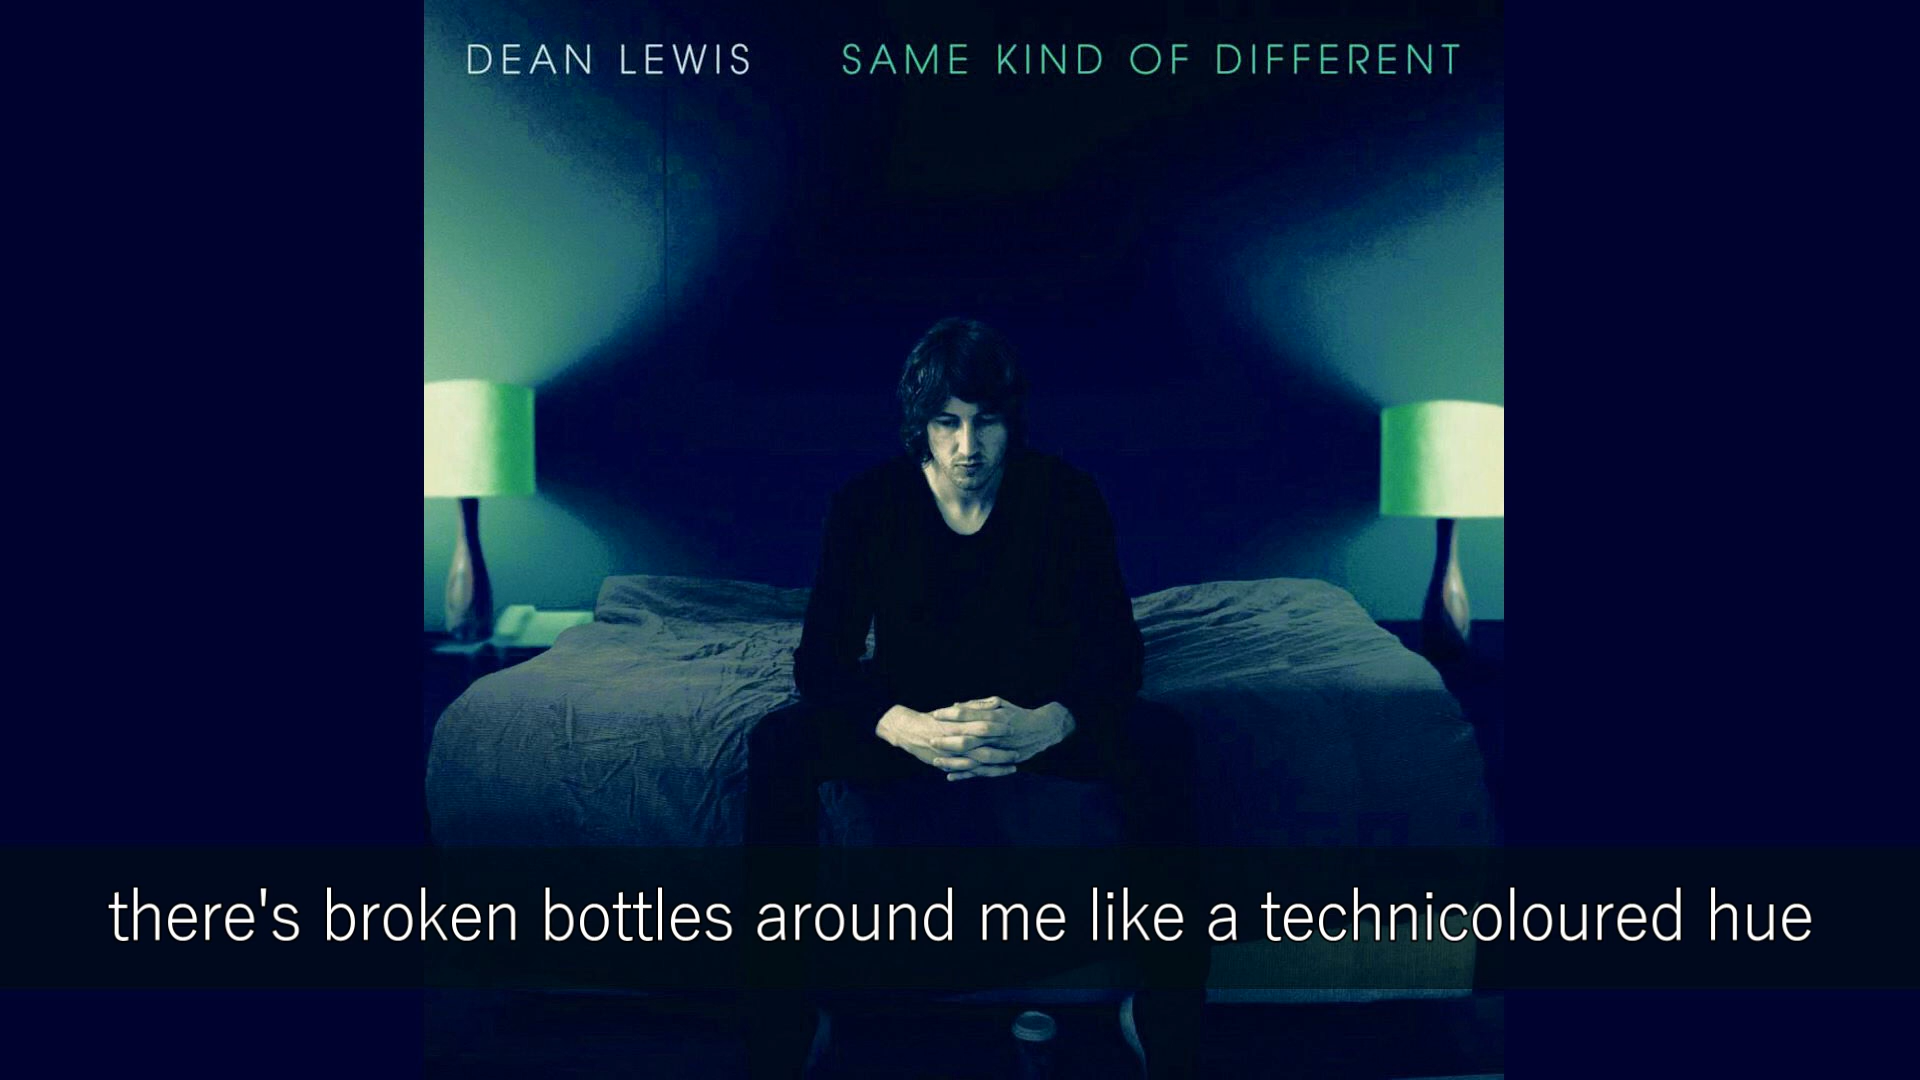 DEAN LEWIS SAME KIND OF DIFFERENT
there's broken bottles around me like a technicoloured hue